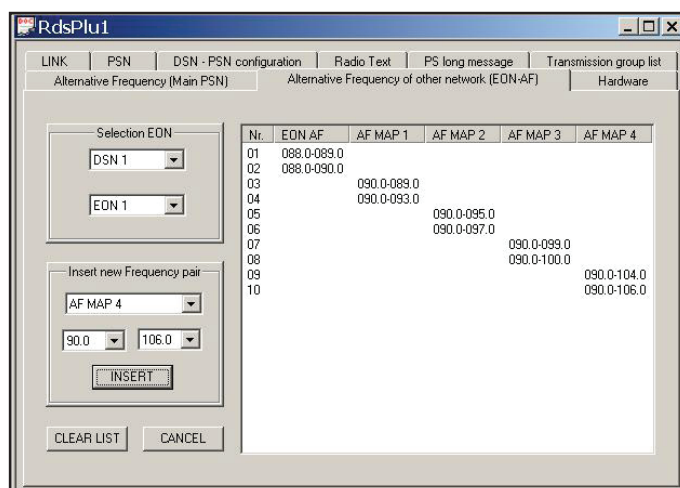 RdsPlu1
LINK PSN DSN - PSN configuration Radio Text PS long message Transmission group list
Alternative Frequency (Main PSN) Alternative Frequency of other network (EON-AF) Hardware
Selection EON
DSN 1
EON 1
Insert new Frequency pair
AF MAP 4
90.0 106.0
INSERT
CLEAR LIST CANCEL
Nr. EON AF AF MAP 1 AF MAP 2 AF MAP 3 AF MAP 4
01 088.0-089.0
02 088.0-090.0
03 090.0-089.0
04 090.0-093.0
05 090.0-095.0
06 090.0-097.0
07 090.0-099.0
08 090.0-100.0
09 090.0-104.0
10 090.0-106.0